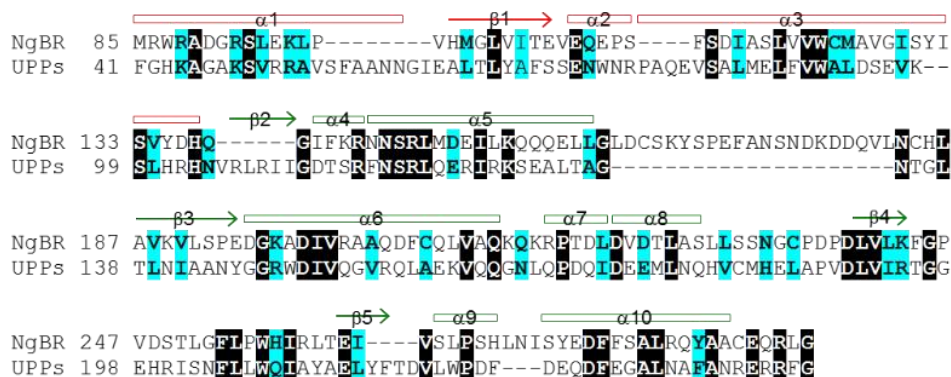 α1 β1 α2 α3
NgBR 85 MRWRADGRSLEKLP--------VHMGLVITEVEQEPS----FSDIASLVVWCMAVGISYI
UPPs 41 FGHKAGAKSVRRAVSFAANNGIEALTLYAFSSENWNRPAQEVSALMELFVWALDSEVK--
β2 α4 α5
NgBR 133 SVYDHQ------GIFKRNNSRLMDEILKQQQELLGLDCSKYSPEFANSNDKDDQVLNCHL
UPPs 99 SLHRHNVRLRIIGDTSRFNSRLQERIRKSEALTAG---------------------NTGL
β3 α6 α7 α8 β4
NgBR 187 AVKVLSPEDGKADIVRAAQDFCQLVAQKQKRPTDLDVDTLASLLSSNGCPDPDLVLKFGP
UPPs 138 TLNIAANYGGRWDIVQGVRQLAEKVQQGNLQPDQIDEEMLNQHVCMHELAPVDLVIRTGG
β5 α9 α10
NgBR 247 VDSTLGFLPWHIRLTEI----VSLPSHLNISYEDFFSALRQYAACEQRLG
UPPs 198 EHRISNFLLWQIAYAELYFTDVLWPDF---DEQDFEGALNAFANRERRFG